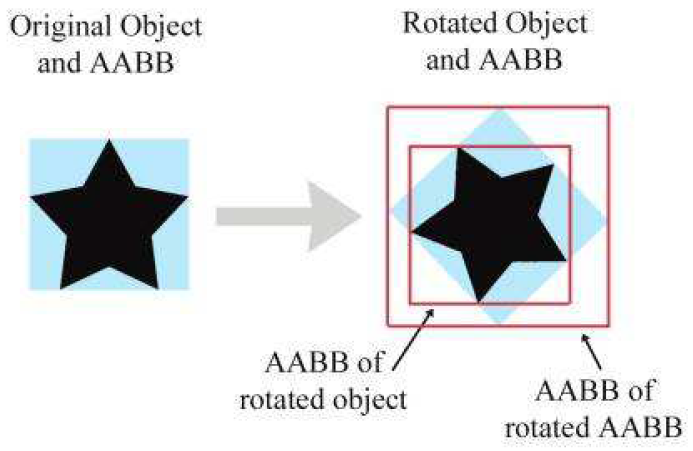 Original Object
and AABB
Rotated Object
and AABB
AABB of
rotated object
AABB of
rotated AABB